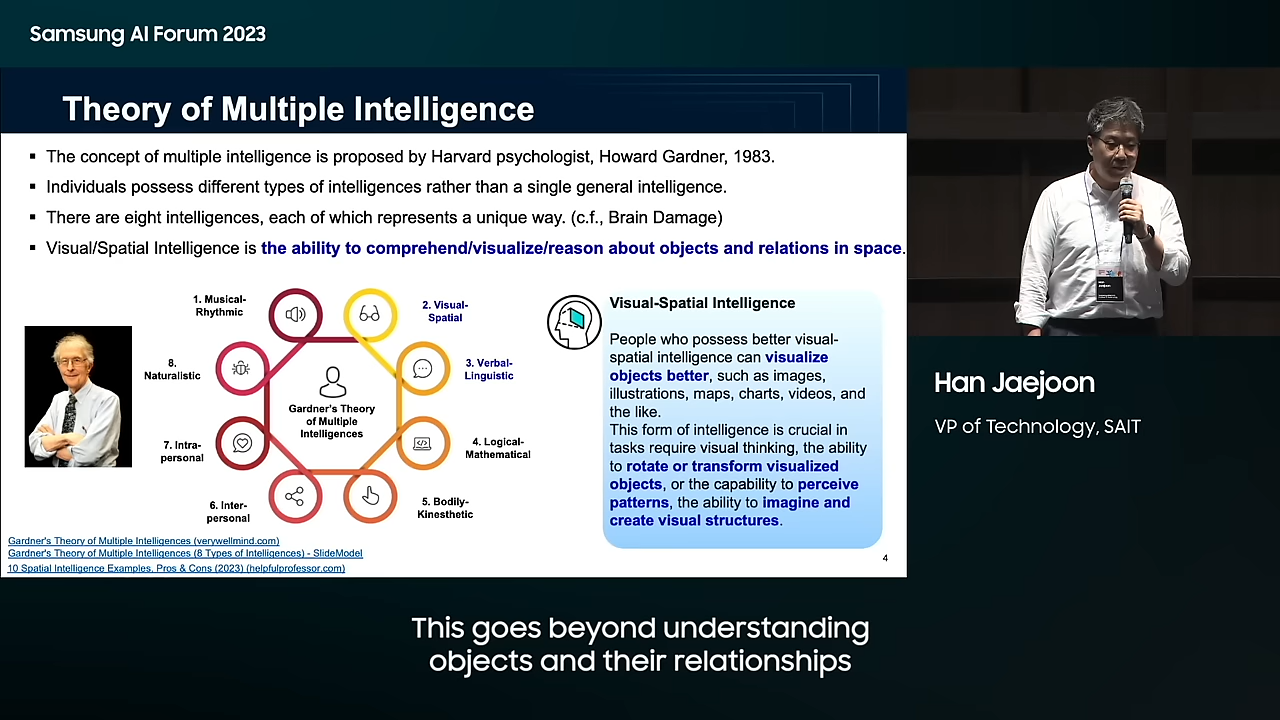 Samsung AI Forum 2023
Theory of Multiple Intelligence
▪ The concept of multiple intelligence is proposed by Harvard psychologist, Howard Gardner, 1983.
▪ Individuals possess different types of intelligences rather than a single general intelligence.
▪ There are eight intelligences, each of which represents a unique way. (c.f., Brain Damage)
▪ Visual/Spatial Intelligence is the ability to comprehend/visualize/reason about objects and relations in space.
1. Musical-
Rhythmic
2. Visual-
Spatial
8.
Naturalistic
3. Verbal-
Linguistic
Gardner's Theory
of Multiple
Intelligences
7. Intra-
personal
4. Logical-
Mathematical
6. Inter-
personal
5. Bodily-
Kinesthetic
Visual-Spatial Intelligence
People who possess better visual-
spatial intelligence can visualize
objects better, such as images,
illustrations, maps, charts, videos, and
the like.
This form of intelligence is crucial in
tasks require visual thinking, the ability
to rotate or transform visualized
objects, or the capability to perceive
patterns, the ability to imagine and
create visual structures.
Gardner's Theory of Multiple Intelligences (verywellmind.com)
Gardner's Theory of Multiple Intelligences (8 Types of Intelligences) - SlideModel
10 Spatial Intelligence Examples, Pros & Cons (2023) (helpfulprofessor.com)
4
Han
Jaejoon
Han Jaejoon
VP of Technology, SAIT
This goes beyond understanding
objects and their relationships